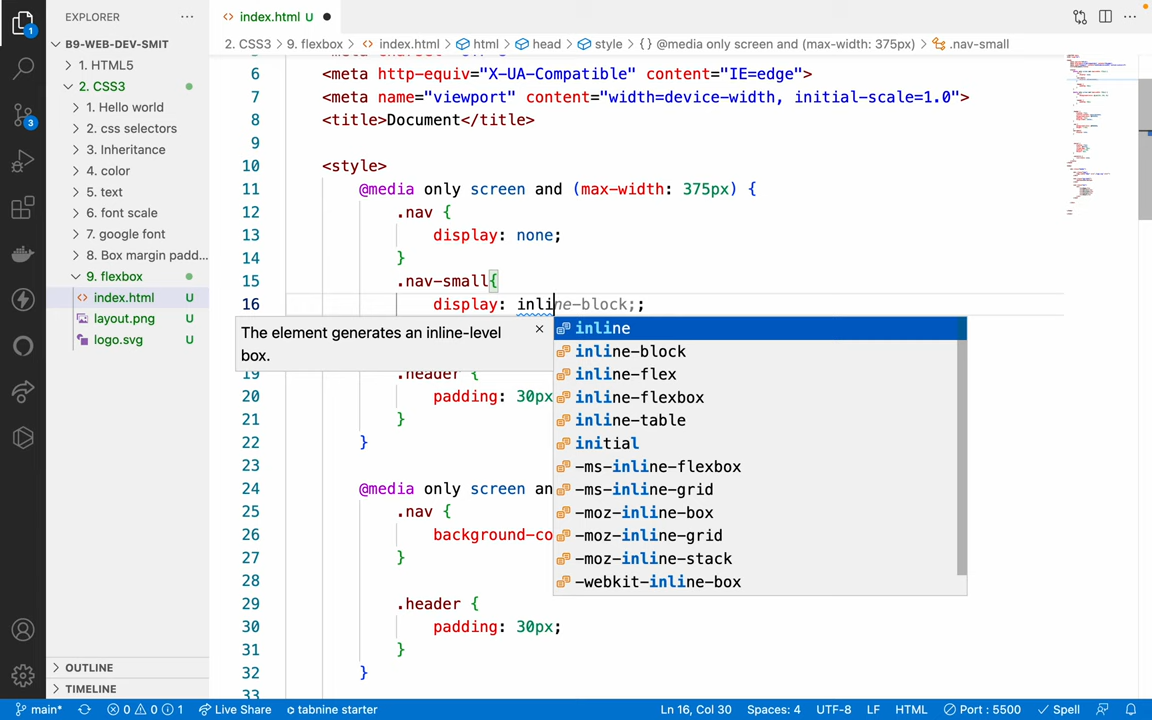 EXPLORER
index.html U
1
B9-WEB-DEV-SMIT
1. HTML5
2. CSS3
1. Hello world
2. css selectors
3. Inheritance
4. color
5. text
6. font scale
7. google font
8. Box margin padd...
9. flexbox
index.html U
layout.png U
logo.svg U
3
OUTLINE
TIMELINE
2. CSS3 > 9. flexbox > index.html > html > head > style > {} @media only screen and (max-width: 375px) > .nav-small
6 <meta http-equiv="X-UA-Compatible" content="IE=edge">
7 <meta name="viewport" content="width=device-width, initial-scale=1.0">
8 <title>Document</title>
9
10 <style>
11 @media only screen and (max-width: 375px) {
12 .nav {
13 display: none;
14 }
15 .nav-small{
16 display: inline-block;;
The element generates an inline-level
box.
inline
inline-block
inline-flex
inline-flexbox
inline-table
initial
-ms-inline-flexbox
-ms-inline-grid
-moz-inline-box
-moz-inline-grid
-moz-inline-stack
-webkit-inline-box
19 .header {
20 padding: 30px
21 }
22 }
23
24 @media only screen an
25 .nav {
26 background-co
27 }
28
29 .header {
30 padding: 30px;
31 }
32 }
33
main* 0 0 1 Live Share tabnine starter Ln 16, Col 30 Spaces: 4 UTF-8 LF HTML Port : 5500 Spell